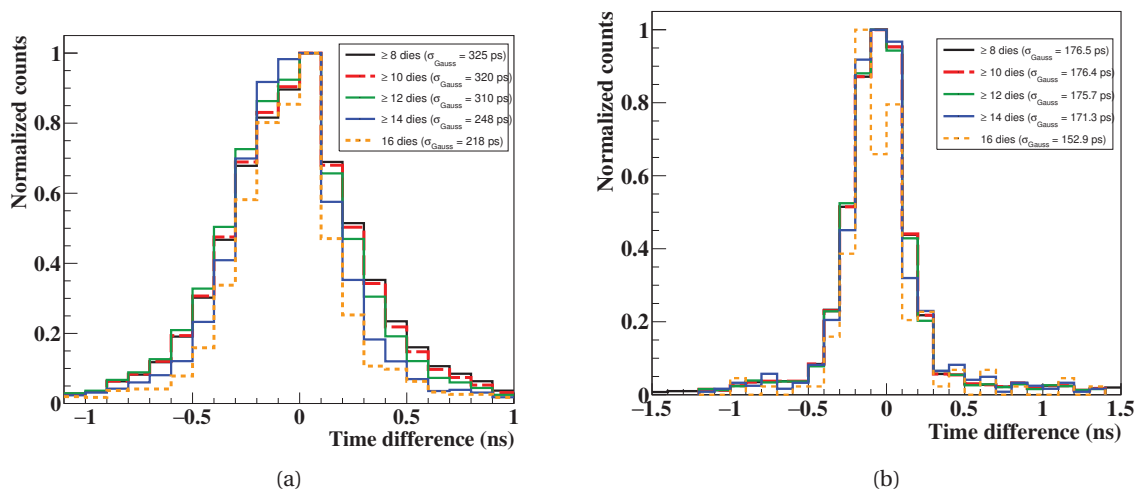 ≥ 8 dies (σGauss = 325 ps)
≥ 10 dies (σGauss = 320 ps)
≥ 12 dies (σGauss = 310 ps)
≥ 14 dies (σGauss = 248 ps)
16 dies (σGauss = 218 ps)
Normalized counts
1
0.8
0.6
0.4
0.2
0
−1 −0.5 0 0.5 1
Time difference (ns)
(a)
≥ 8 dies (σGauss = 176.5 ps)
≥ 10 dies (σGauss = 176.4 ps)
≥ 12 dies (σGauss = 175.7 ps)
≥ 14 dies (σGauss = 171.3 ps)
16 dies (σGauss = 152.9 ps)
Normalized counts
1
0.8
0.6
0.4
0.2
0
−1.5 −1 −0.5 0 0.5 1 1.5
Time difference (ns)
(b)